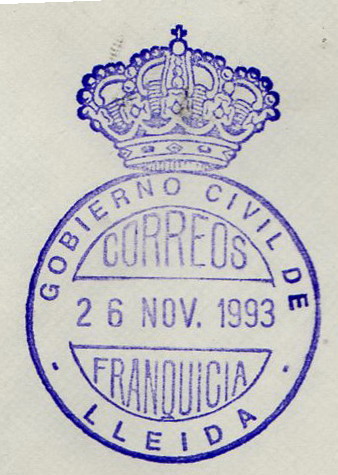 GOBIERNO CIVIL DE
CORREOS
26 NOV. 1993
FRANQUICIA
LLEIDA